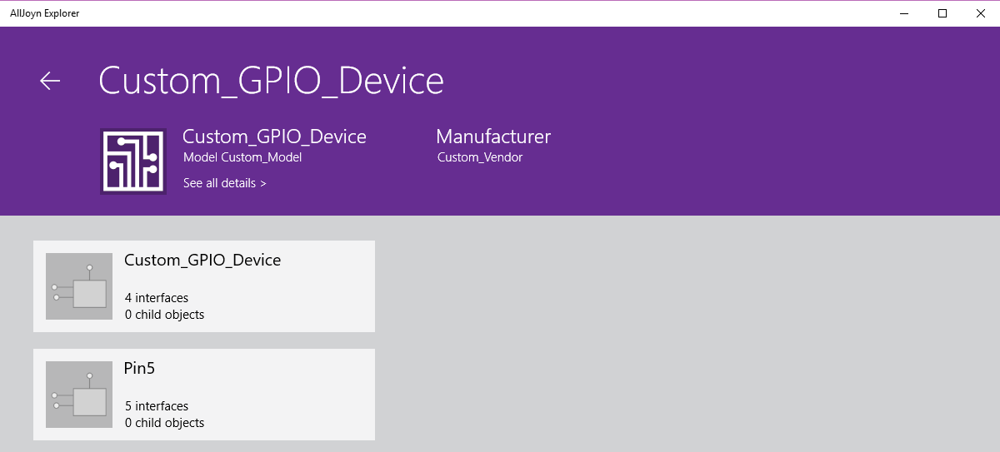 AllJoyn Explorer
Custom_GPIO_Device
Custom_GPIO_Device
Model Custom_Model
See all details >
Manufacturer
Custom_Vendor
Custom_GPIO_Device
4 interfaces
0 child objects
Pin5
5 interfaces
0 child objects